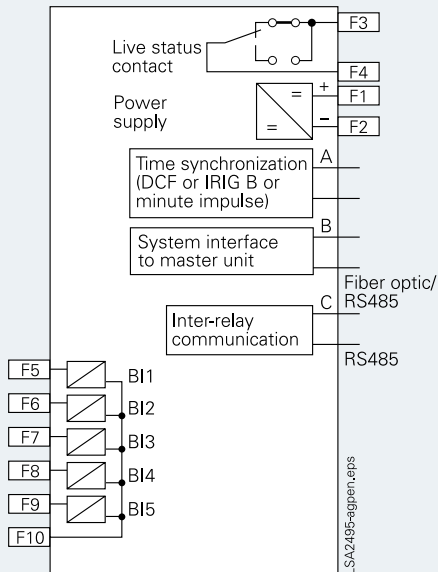 F3
Live status
contact
F4
+
F1
Power
supply
=
=
−
F2
Time synchronization
(DCF or IRIG B or
minute impulse)
A
System interface
to master unit
B
Fiber optic/
RS485
Inter-relay
communication
C
RS485
F5
BI1
F6
BI2
F7
BI3
F8
BI4
F9
BI5
F10
LSA2495-agpen.eps